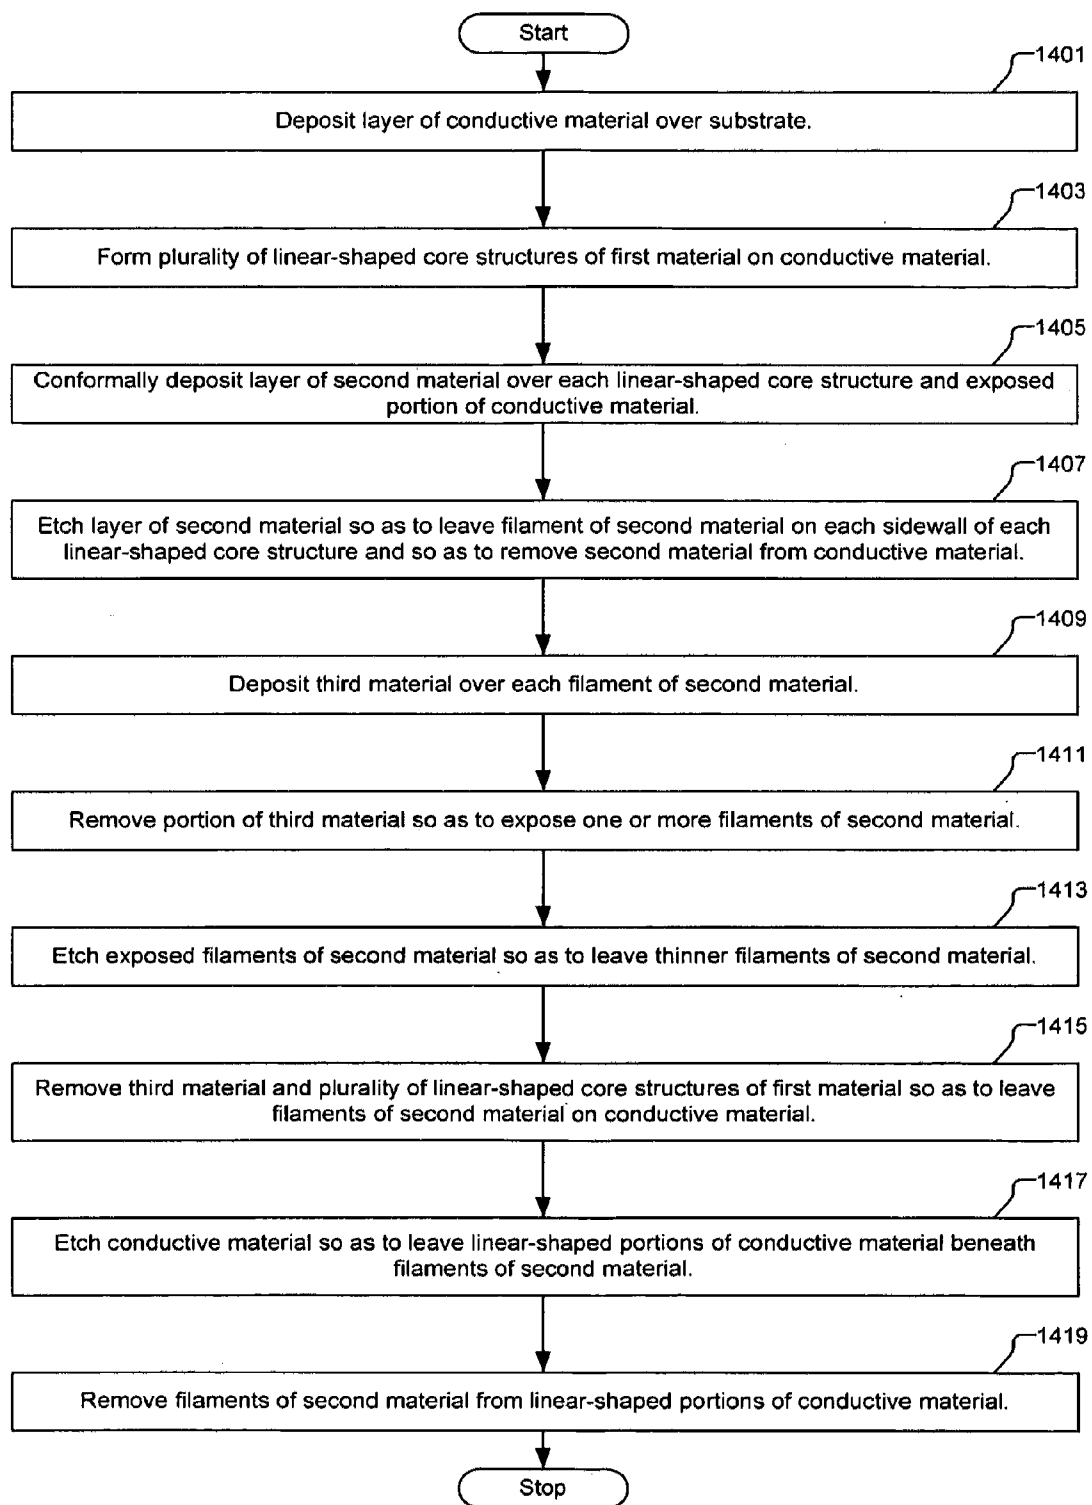 Start
1401
Deposit layer of conductive material over substrate.
1403
Form plurality of linear-shaped core structures of first material on conductive material.
1405
Conformally deposit layer of second material over each linear-shaped core structure and exposed
portion of conductive material.
1407
Etch layer of second material so as to leave filament of second material on each sidewall of each
linear-shaped core structure and so as to remove second material from conductive material.
1409
Deposit third material over each filament of second material.
1411
Remove portion of third material so as to expose one or more filaments of second material.
1413
Etch exposed filaments of second material so as to leave thinner filaments of second material.
1415
Remove third material and plurality of linear-shaped core structures of first material so as to leave
filaments of second material on conductive material.
1417
Etch conductive material so as to leave linear-shaped portions of conductive material beneath
filaments of second material.
1419
Remove filaments of second material from linear-shaped portions of conductive material.
Stop